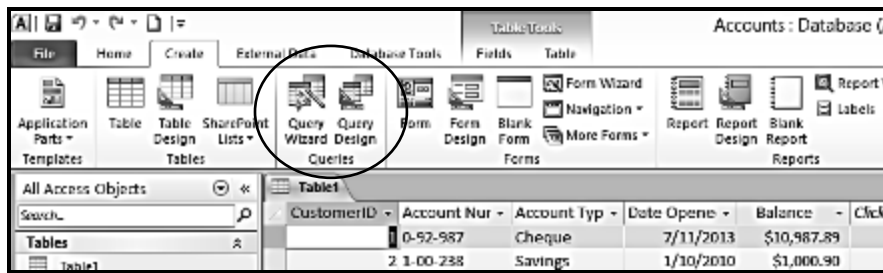 Table Tools
Accounts : Database (
File Home Create External Data Database Tools Fields Table
Application Parts
Table
Table Design
SharePoint Lists
Query Wizard
Query Design
Form
Form Design
Blank Form
Form Wizard
Navigation
More Forms
Report
Report Design
Blank Report
Report
Labels
Templates Tables Queries Forms Reports
All Access Objects
Table1
Search...
CustomerID Account Nur Account Typ Date Opene Balance Click
Tables
1 0-92-987 Cheque 7/11/2013 $10,987.89
Table1
2 1-00-238 Savings 1/10/2010 $1,000.90